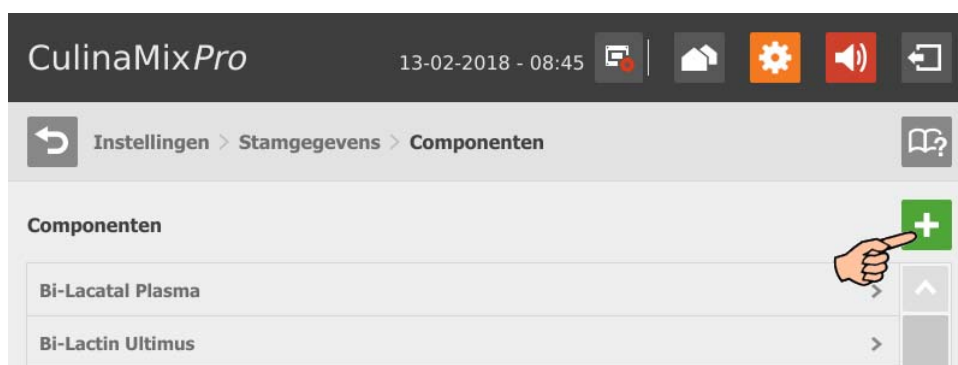 CulinaMixPro 13-02-2018 - 08:45
Instellingen > Stamgegevens > Componenten
Componenten
Bi-Lacatal Plasma
Bi-Lactin Ultimus